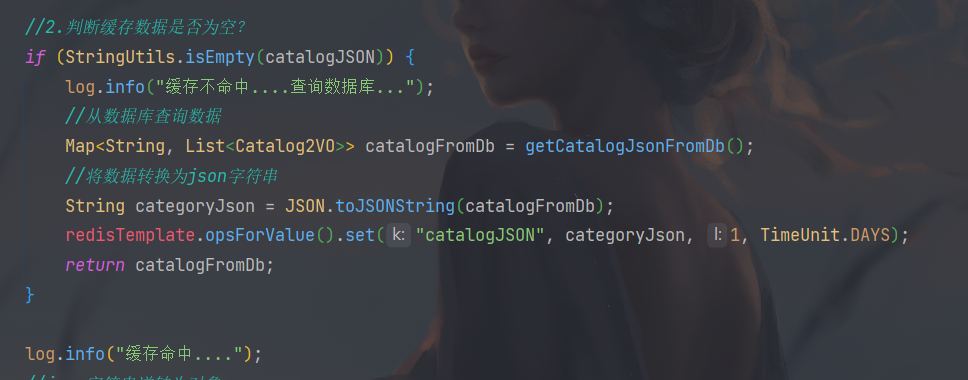 //2.判断缓存数据是否为空?
if (StringUtils.isEmpty(catalogJSON)) {
log.info("缓存不命中....查询数据库...");
//从数据库查询数据
Map<String, List<Catalog2VO>> catalogFromDb = getCatalogJsonFromDb();
//将数据转换为json字符串
String categoryJson = JSON.toJSONString(catalogFromDb);
redisTemplate.opsForValue().set( k: "catalogJSON", categoryJson, l: 1, TimeUnit.DAYS);
return catalogFromDb;
}
log.info("缓存命中....");